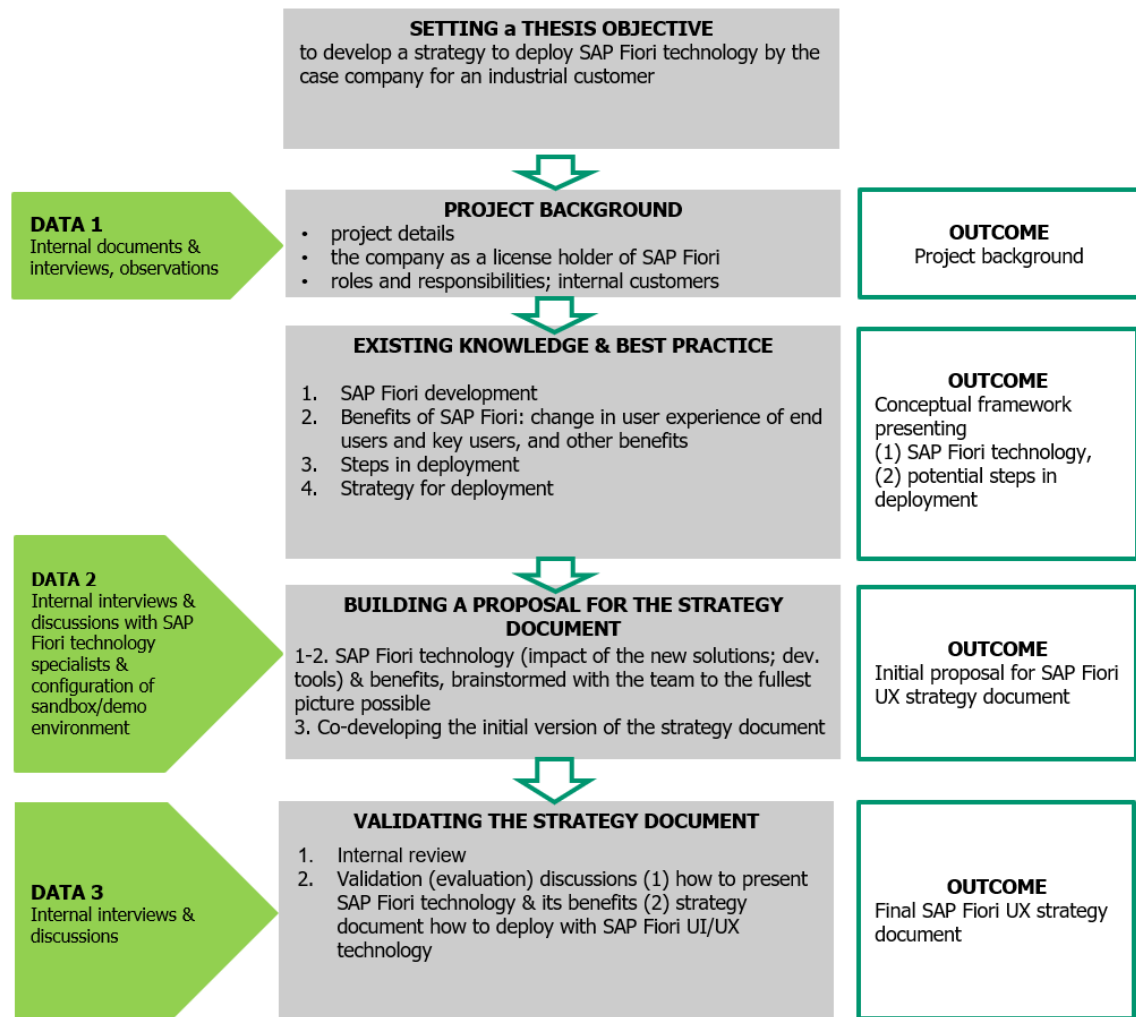 SETTING a THESIS OBJECTIVE
to develop a strategy to deploy SAP Fiori technology by the
case company for an industrial customer
DATA 1
Internal documents &
interviews, observations
PROJECT BACKGROUND
• project details
• the company as a license holder of SAP Fiori
• roles and responsibilities; internal customers
OUTCOME
Project background
EXISTING KNOWLEDGE & BEST PRACTICE
1. SAP Fiori development
2. Benefits of SAP Fiori: change in user experience of end
users and key users, and other benefits
3. Steps in deployment
4. Strategy for deployment
OUTCOME
Conceptual framework
presenting
(1) SAP Fiori technology,
(2) potential steps in
deployment
DATA 2
Internal interviews &
discussions with SAP
Fiori technology
specialists &
configuration of
sandbox/demo
environment
BUILDING A PROPOSAL FOR THE STRATEGY
DOCUMENT
1-2. SAP Fiori technology (impact of the new solutions; dev.
tools) & benefits, brainstormed with the team to the fullest
picture possible
3. Co-developing the initial version of the strategy document
OUTCOME
Initial proposal for SAP Fiori
UX strategy document
DATA 3
Internal interviews &
discussions
VALIDATING THE STRATEGY DOCUMENT
1. Internal review
2. Validation (evaluation) discussions (1) how to present
SAP Fiori technology & its benefits (2) strategy
document how to deploy with SAP Fiori UI/UX
technology
OUTCOME
Final SAP Fiori UX strategy
document